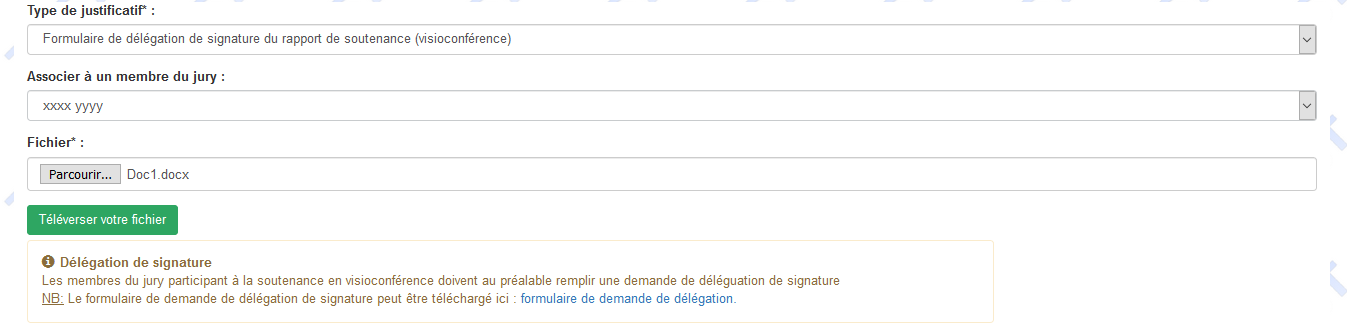 Type de justificatif* :
Formulaire de délégation de signature du rapport de soutenance (visioconférence)
Associer à un membre du jury :
xxxx yyyy
Fichier* :
Parcourir... Doc1.docx
Téléverser votre fichier
Délégation de signature
Les membres du jury participant à la soutenance en visioconférence doivent au préalable remplir une demande de déléguation de signature
NB: Le formulaire de demande de délégation de signature peut être téléchargé ici : formulaire de demande de délégation.